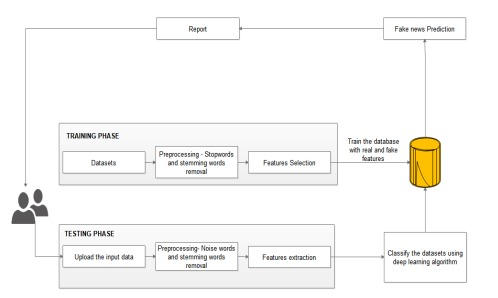 Report
Fake news Prediction
TRAINING PHASE
Datasets
Preprocessing - Stopwords
and stemming words
removal
Features Selection
Train the database
with real and fake
features
TESTING PHASE
Upload the input data
Preprocessing- Noise words
and stemming words
removal
Features extraction
Classify the datasets using
deep learning algorithm